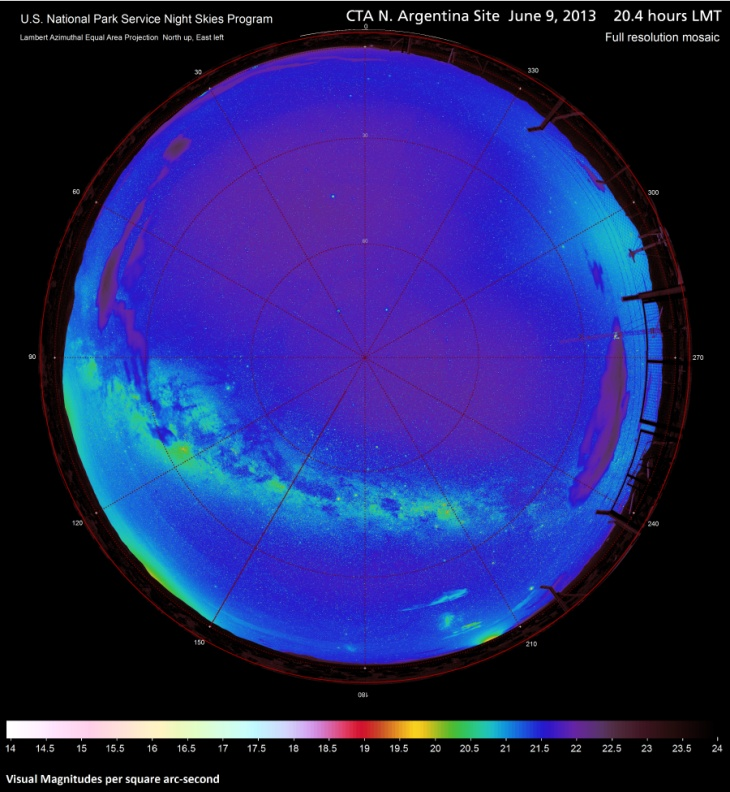 U.S. National Park Service Night Skies Program
CTA N. Argentina Site June 9, 2013 20.4 hours LMT
Lambert Azimuthal Equal Area Projection North up, East left
Full resolution mosaic
0
30
330
30
60
300
60
90
270
120
240
150
210
180
14 14.5 15 15.5 16 16.5 17 17.5 18 18.5 19 19.5 20 20.5 21 21.5 22 22.5 23 23.5 24
Visual Magnitudes per square arc-second